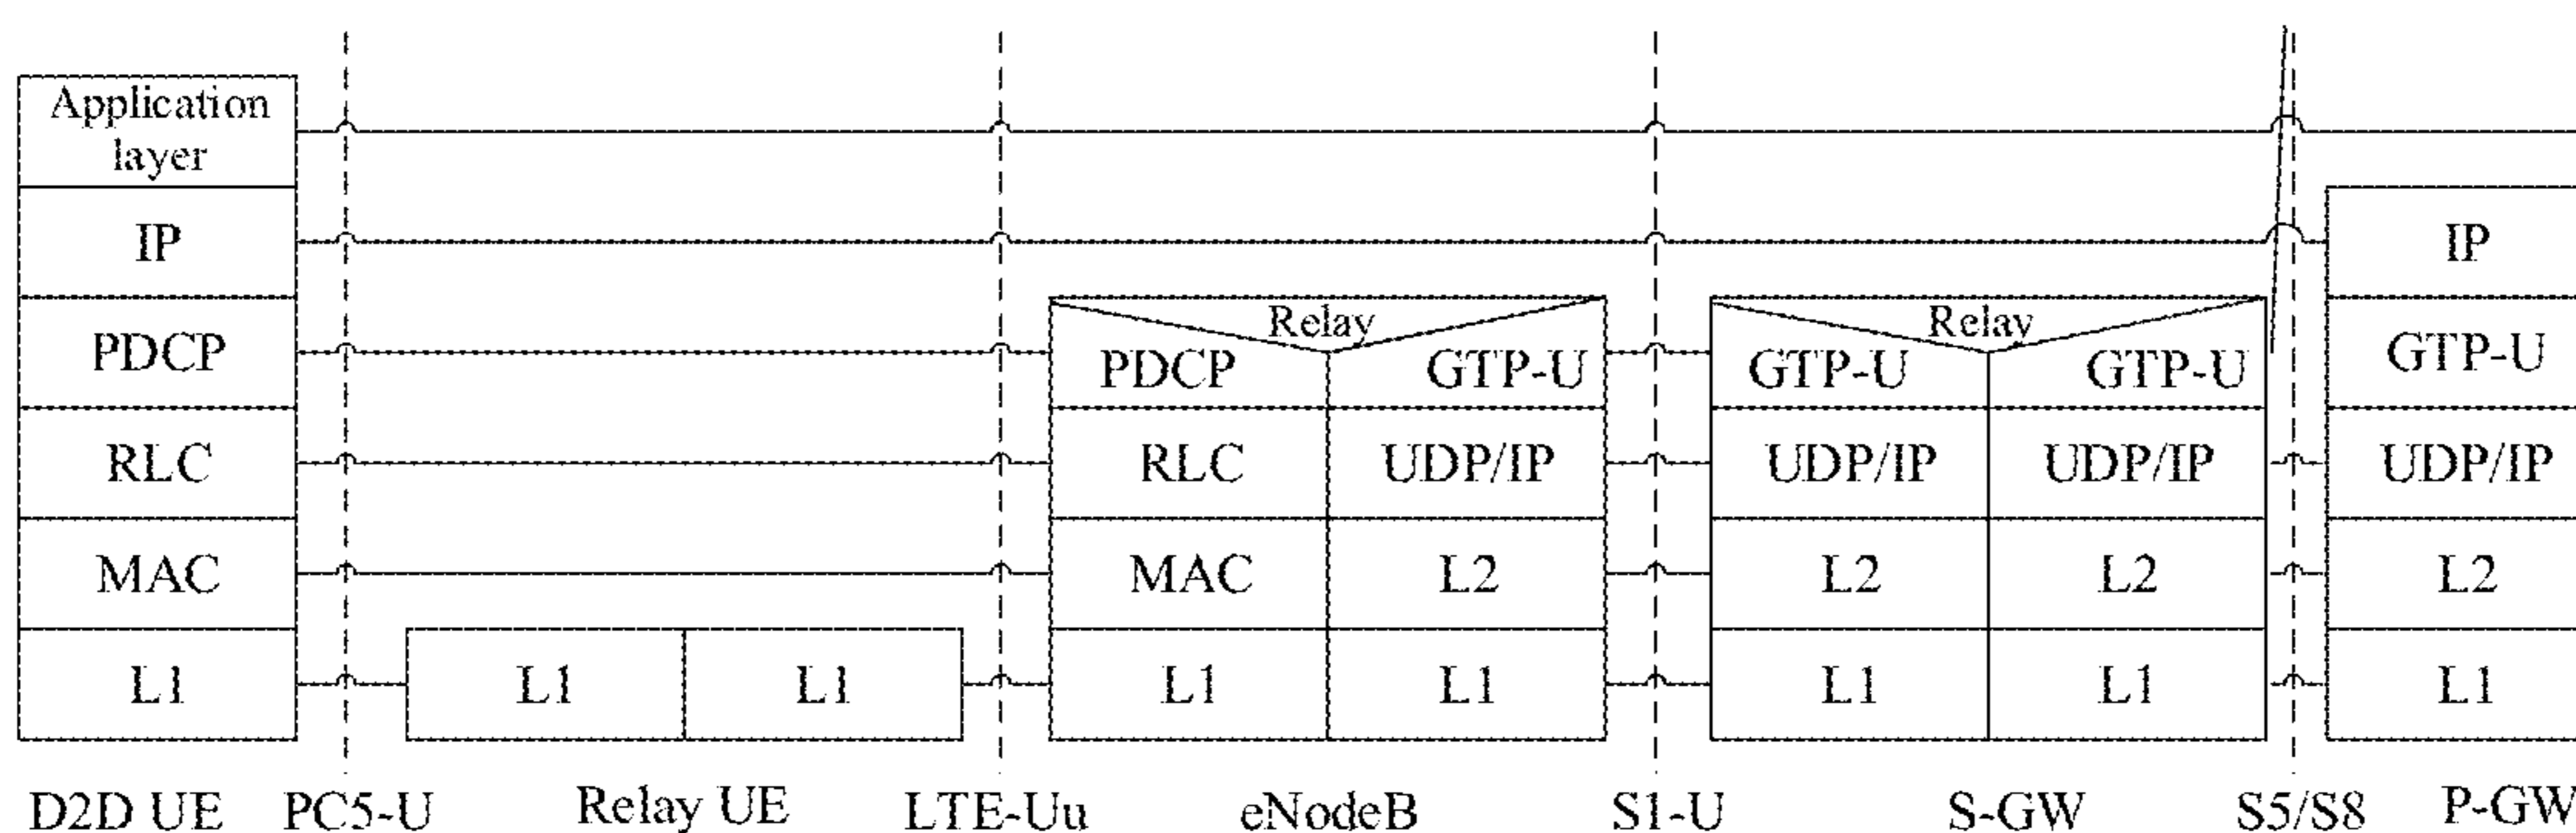 Application
layer
IP
IP
Relay
Relay
PDCP
PDCP
GTP-U
GTP-U
GTP-U
GTP-U
RLC
RLC
UDP/IP
UDP/IP
UDP/IP
UDP/IP
MAC
MAC
L2
L2
L2
L2
L1
L1
L1
L1
L1
L1
L1
L1
D2D UE
PC5-U
Relay UE
LTE-Uu
eNodeB
S1-U
S-GW
S5/S8
P-GW